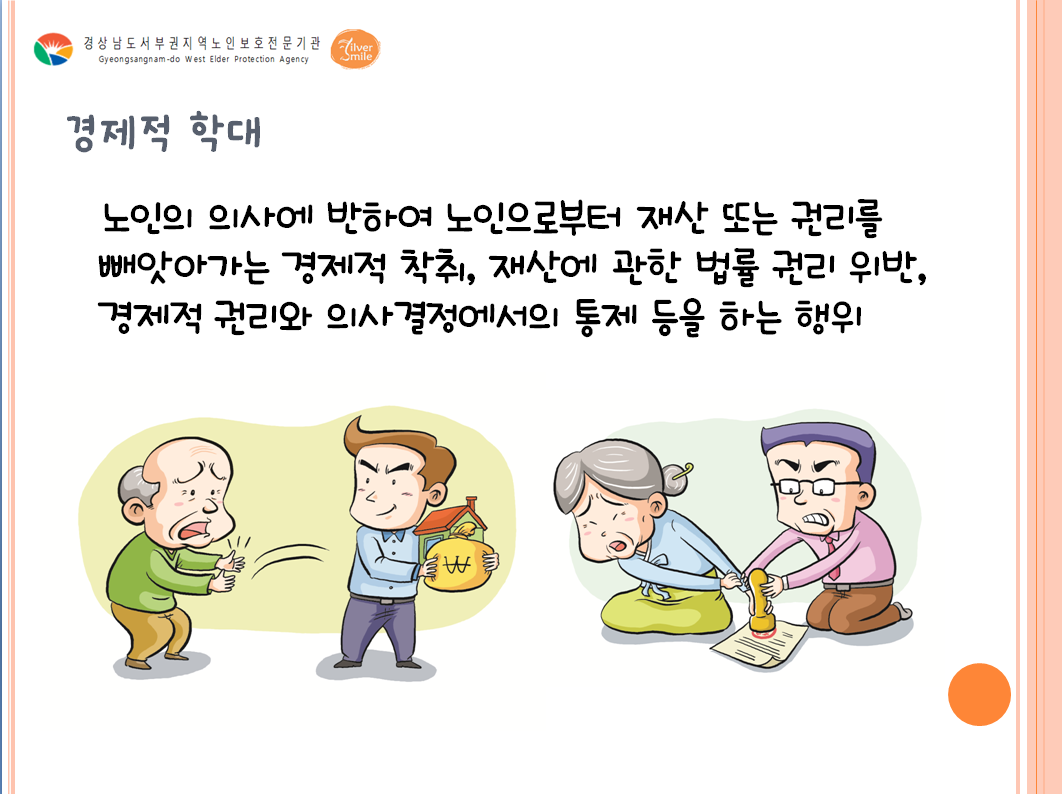 경상남도서부권지역노인보호전문기관
Gyeongsangnam-do West Elder Protection Agency
Silver Smile
경제적 학대
노인의 의사에 반하여 노인으로부터 재산 또는 권리를
빼앗아가는 경제적 착취, 재산에 관한 법률 권리 위반,
경제적 권리와 의사결정에서의 통제 등을 하는 행위
₩